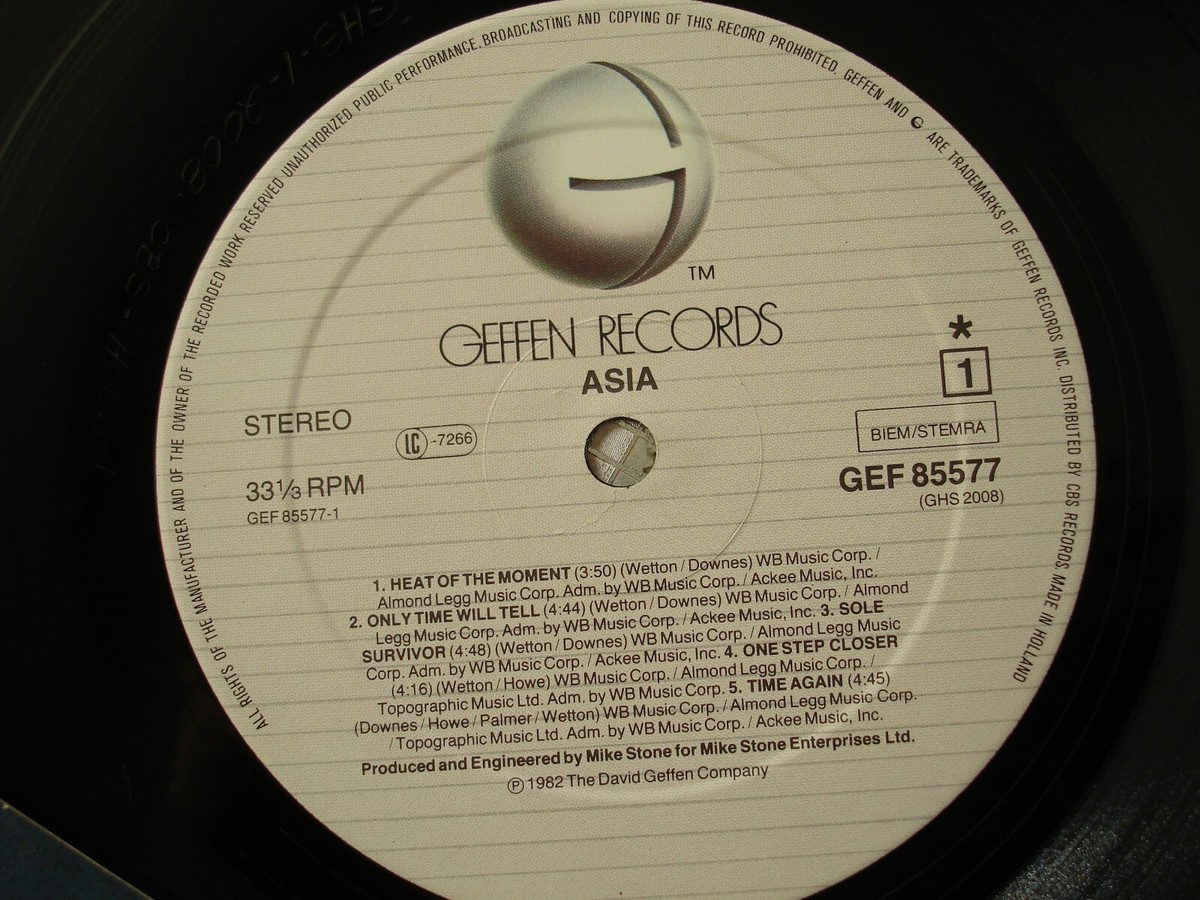 ALL RIGHTS OF THE MANUFACTURER AND OF THE OWNER OF THE RECORDED WORK RESERVED UNAUTHORIZED PUBLIC PERFORMANCE. BROADCASTING AND COPYING OF THIS RECORD PROHIBITED. GEFFEN AND G ARE TRADEMARKS OF GEFFEN RECORDS INC. DISTRIBUTED BY CBS RECORDS. MADE IN HOLLAND
G
TM
GEFFEN RECORDS
ASIA
*
1
STEREO
LC-7266
BIEM/STEMRA
33⅓ RPM
GEF 85577-1
GEF 85577
(GHS 2008)
1. HEAT OF THE MOMENT (3:50) (Wetton / Downes) WB Music Corp. /
Almond Legg Music Corp. Adm. by WB Music Corp. / Ackee Music, Inc.
2. ONLY TIME WILL TELL (4:44) (Wetton / Downes) WB Music Corp. / Almond
Legg Music Corp. Adm. by WB Music Corp. / Ackee Music, Inc. 3. SOLE
SURVIVOR (4:48) (Wetton / Downes) WB Music Corp. / Almond Legg Music
Corp. Adm. by WB Music Corp. / Ackee Music, Inc. 4. ONE STEP CLOSER
(4:16) (Wetton / Howe) WB Music Corp. / Almond Legg Music Corp. /
Topographic Music Ltd. Adm. by WB Music Corp. 5. TIME AGAIN (4:45)
(Downes / Howe / Palmer / Wetton) WB Music Corp. / Almond Legg Music Corp.
/ Topographic Music Ltd. Adm. by WB Music Corp. / Ackee Music, Inc.
Produced and Engineered by Mike Stone for Mike Stone Enterprises Ltd.
℗ 1982 The David Geffen Company